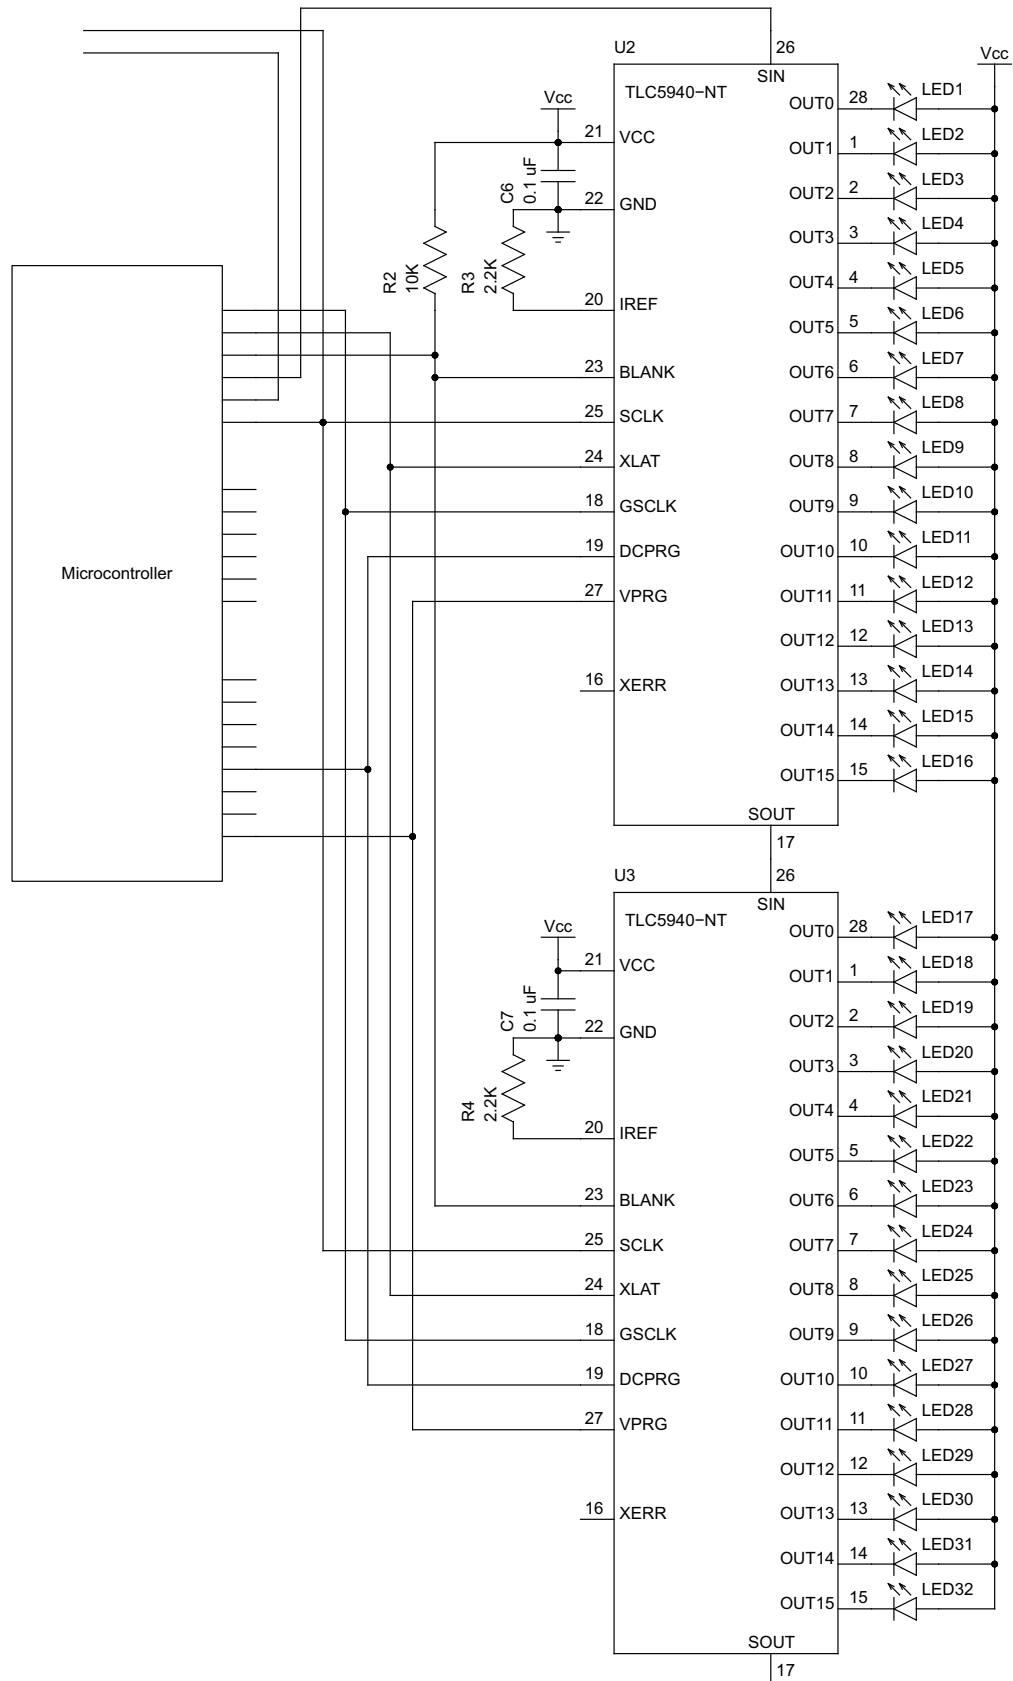 U2
26
SIN
TLC5940−NT
Vcc
Vcc
21 VCC
C6
0.1 uF
22 GND
R2
10K
R3
2.2K
20 IREF
23 BLANK
25 SCLK
24 XLAT
18 GSCLK
19 DCPRG
27 VPRG
16 XERR
OUT0 28 LED1
OUT1 1 LED2
OUT2 2 LED3
OUT3 3 LED4
OUT4 4 LED5
OUT5 5 LED6
OUT6 6 LED7
OUT7 7 LED8
OUT8 8 LED9
OUT9 9 LED10
OUT10 10 LED11
OUT11 11 LED12
OUT12 12 LED13
OUT13 13 LED14
OUT14 14 LED15
OUT15 15 LED16
SOUT
17
Microcontroller
U3
26
SIN
TLC5940−NT
Vcc
21 VCC
C7
0.1 uF
22 GND
R4
2.2K
20 IREF
23 BLANK
25 SCLK
24 XLAT
18 GSCLK
19 DCPRG
27 VPRG
16 XERR
OUT0 28 LED17
OUT1 1 LED18
OUT2 2 LED19
OUT3 3 LED20
OUT4 4 LED21
OUT5 5 LED22
OUT6 6 LED23
OUT7 7 LED24
OUT8 8 LED25
OUT9 9 LED26
OUT10 10 LED27
OUT11 11 LED28
OUT12 12 LED29
OUT13 13 LED30
OUT14 14 LED31
OUT15 15 LED32
SOUT
17